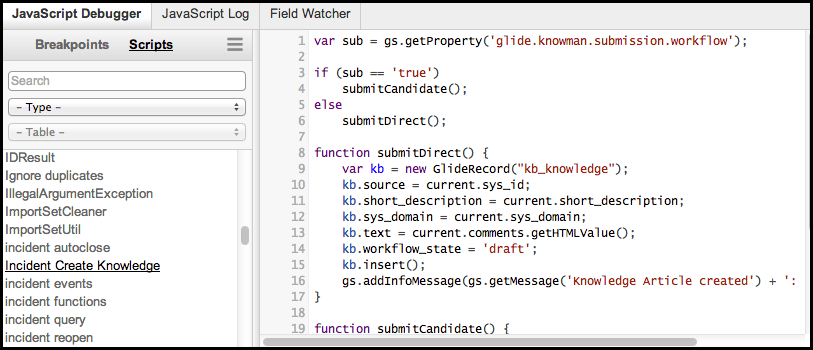 JavaScript Debugger JavaScript Log Field Watcher
Breakpoints Scripts
Search
- Type -
- Table -
IDResult
Ignore duplicates
IllegalArgumentException
ImportSetCleaner
ImportSetUtil
incident autoclose
Incident Create Knowledge
incident events
incident functions
incident query
incident reopen
1 var sub = gs.getProperty('glide.knowman.submission.workflow');
2
3 if (sub == 'true')
4 submitCandidate();
5 else
6 submitDirect();
7
8 function submitDirect() {
9 var kb = new GlideRecord("kb_knowledge");
10 kb.source = current.sys_id;
11 kb.short_description = current.short_description;
12 kb.sys_domain = current.sys_domain;
13 kb.text = current.comments.getHTMLValue();
14 kb.workflow_state = 'draft';
15 kb.insert();
16 gs.addInfoMessage(gs.getMessage('Knowledge Article created') + ':
17 }
18
19 function submitCandidate() {